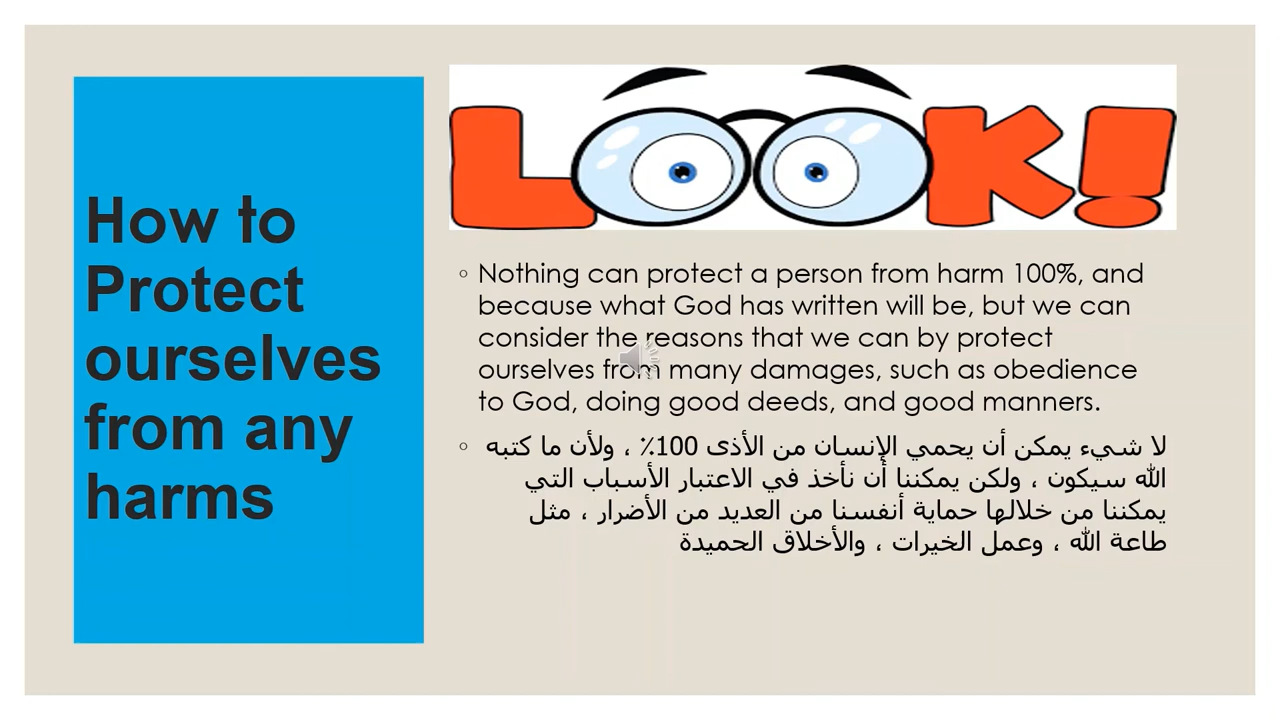 How to
Protect
ourselves
from any
harms
LOOK!
Nothing can protect a person from harm 100%, and
because what God has written will be, but we can
consider the reasons that we can by protect
ourselves from many damages, such as obedience
to God, doing good deeds, and good manners.
لا شيء يمكن أن يحمي الإنسان من الأذى 100٪ ، ولأن ما كتبه
الله سيكون ، ولكن يمكننا أن نأخذ في الاعتبار الأسباب التي
يمكننا من خلالها حماية أنفسنا من العديد من الأضرار ، مثل
طاعة الله ، وعمل الخيرات ، والأخلاق الحميدة